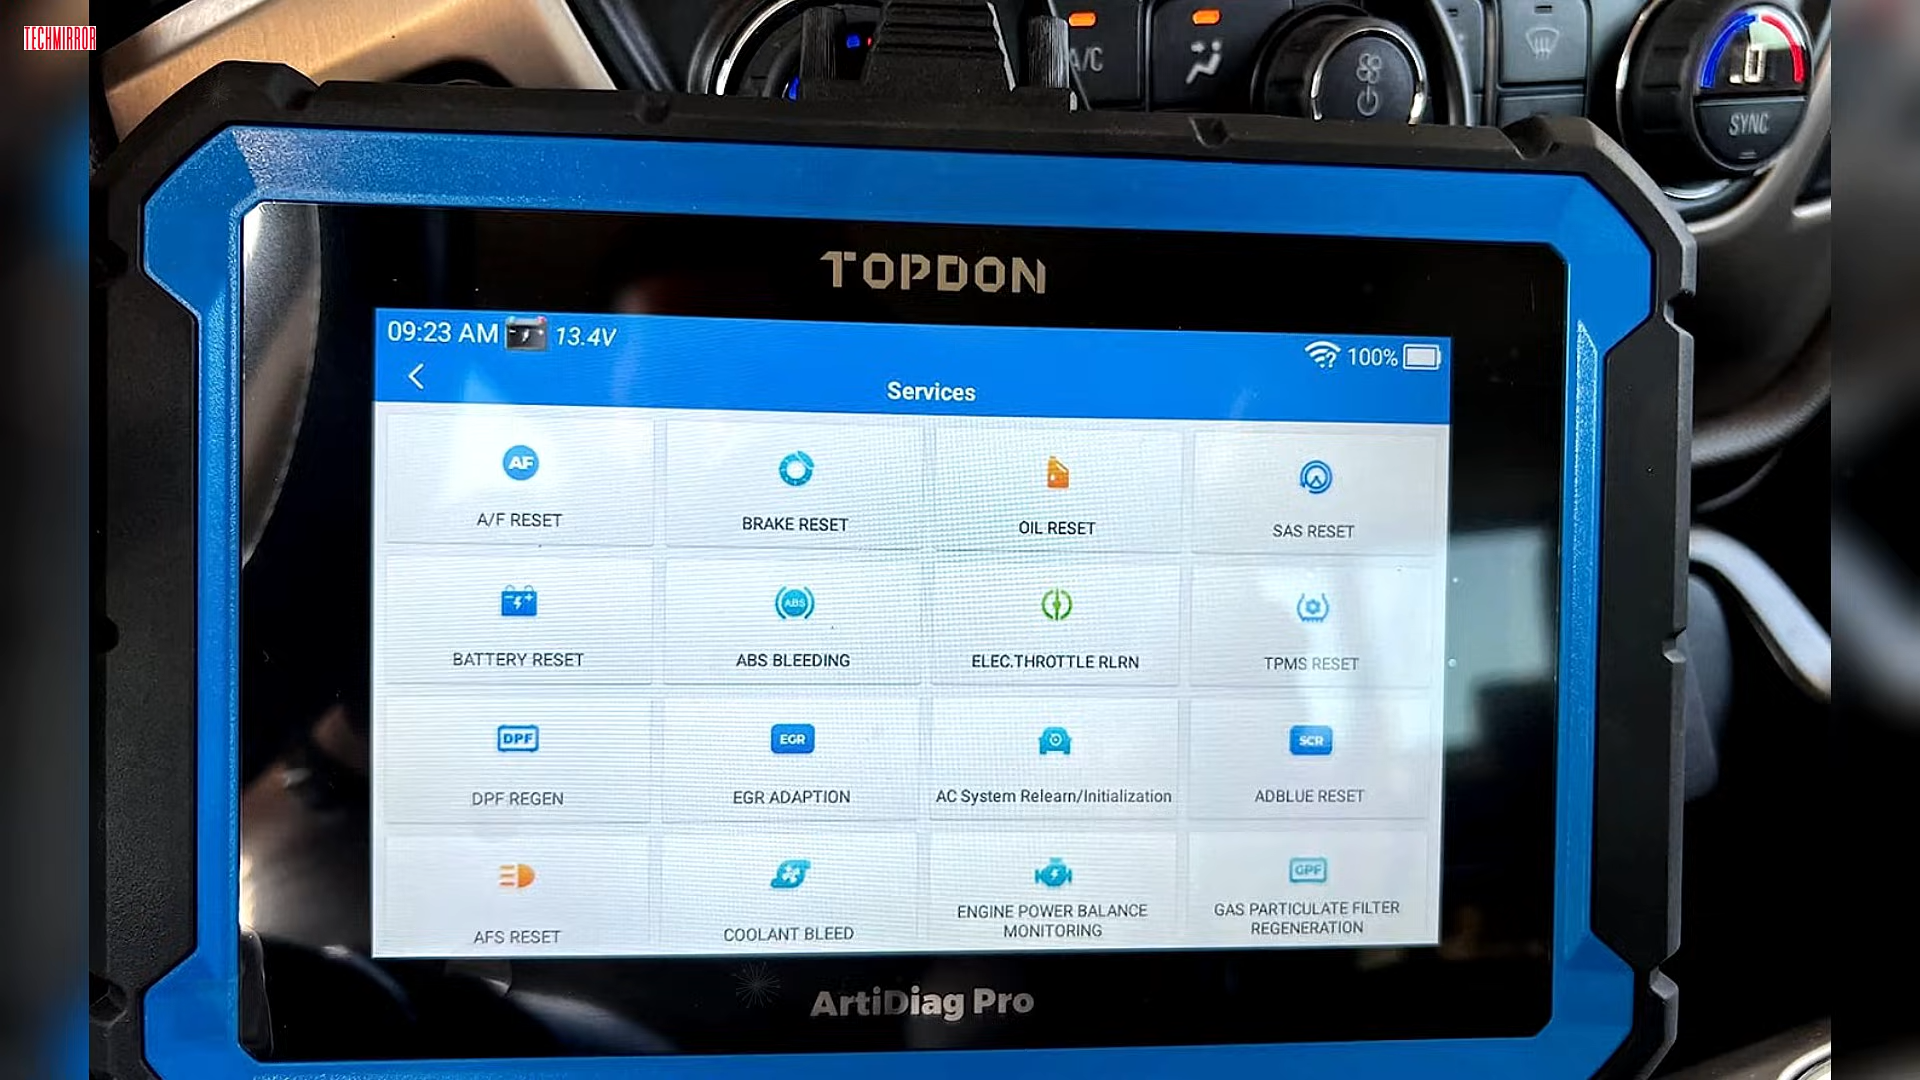 TECHMIRROR
A/C
.0
SYNC
TOPDON
09:23 AM 13.4V
100%
Services
AF
A/F RESET
BRAKE RESET
OIL RESET
SAS RESET
BATTERY RESET
ABS
ABS BLEEDING
ELEC.THROTTLE RLRN
TPMS RESET
DPF
DPF REGEN
EGR
EGR ADAPTION
AC System Relearn/Initialization
SCR
ADBLUE RESET
AFS RESET
COOLANT BLEED
ENGINE POWER BALANCE
MONITORING
GPF
GAS PARTICULATE FILTER
REGENERATION
ArtiDiag Pro